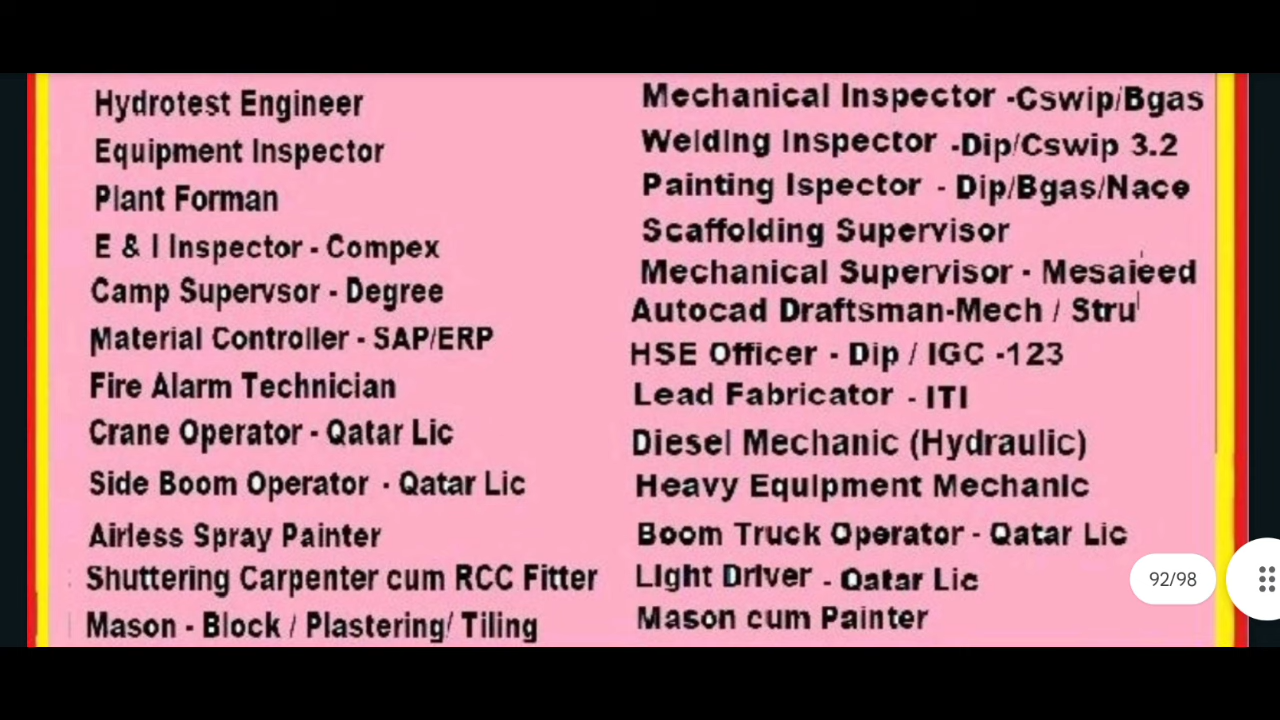 Hydrotest Engineer
Equipment Inspector
Plant Forman
E & I Inspector - Compex
Camp Supervsor - Degree
Material Controller - SAP/ERP
Fire Alarm Technician
Crane Operator - Qatar Lic
Side Boom Operator - Qatar Lic
Airless Spray Painter
Shuttering Carpenter cum RCC Fitter
Mason - Block / Plastering/ Tiling
Mechanical Inspector -Cswip/Bgas
Welding Inspector -Dip/Cswip 3.2
Painting Ispector - Dip/Bgas/Nace
Scaffolding Supervisor
Mechanical Supervisor - Mesaieed
Autocad Draftsman-Mech / Stru
HSE Officer - Dip / IGC -123
Lead Fabricator - ITI
Diesel Mechanic (Hydraulic)
Heavy Equipment Mechanic
Boom Truck Operator - Qatar Lic
Light Driver - Qatar Lic
Mason cum Painter
92/98